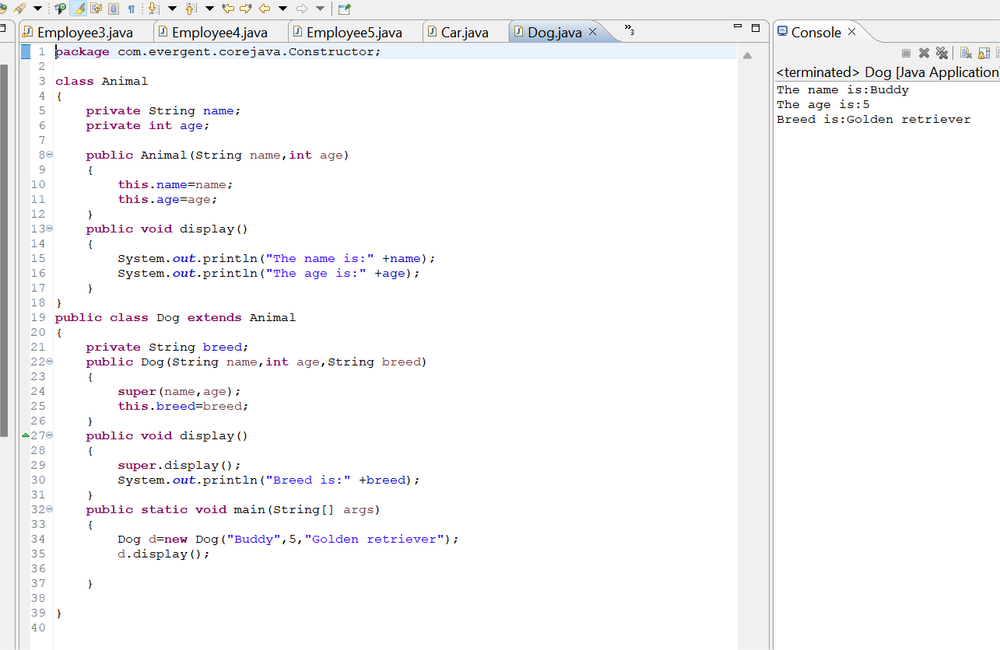 Employee3.java Employee4.java Employee5.java Car.java Dog.java »3
1 package com.evergent.corejava.Constructor;
2
3 class Animal
4 {
5     private String name;
6     private int age;
7
8     public Animal(String name,int age)
9     {
10         this.name=name;
11         this.age=age;
12     }
13     public void display()
14     {
15         System.out.println("The name is:" +name);
16         System.out.println("The age is:" +age);
17     }
18 }
19 public class Dog extends Animal
20 {
21     private String breed;
22     public Dog(String name,int age,String breed)
23     {
24         super(name,age);
25         this.breed=breed;
26     }
27     public void display()
28     {
29         super.display();
30         System.out.println("Breed is:" +breed);
31     }
32     public static void main(String[] args)
33     {
34         Dog d=new Dog("Buddy",5,"Golden retriever");
35         d.display();
36
37     }
38
39 }
40
Console
<terminated> Dog [Java Application]
The name is:Buddy
The age is:5
Breed is:Golden retriever